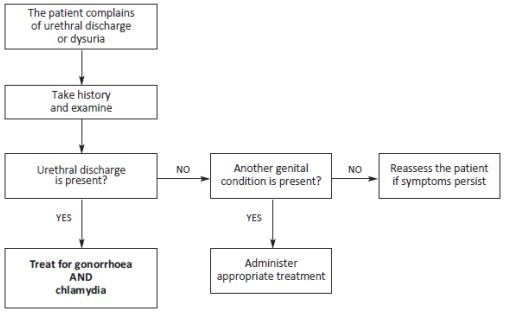 The patient complains
of urethral discharge
or dysuria
Take history
and examine
Urethral discharge
is present?
NO
Another genital
condition is present?
NO
Reassess the patient
if symptoms persist
YES
YES
Treat for gonorrhoea
AND
chlamydia
Administer
appropriate treatment